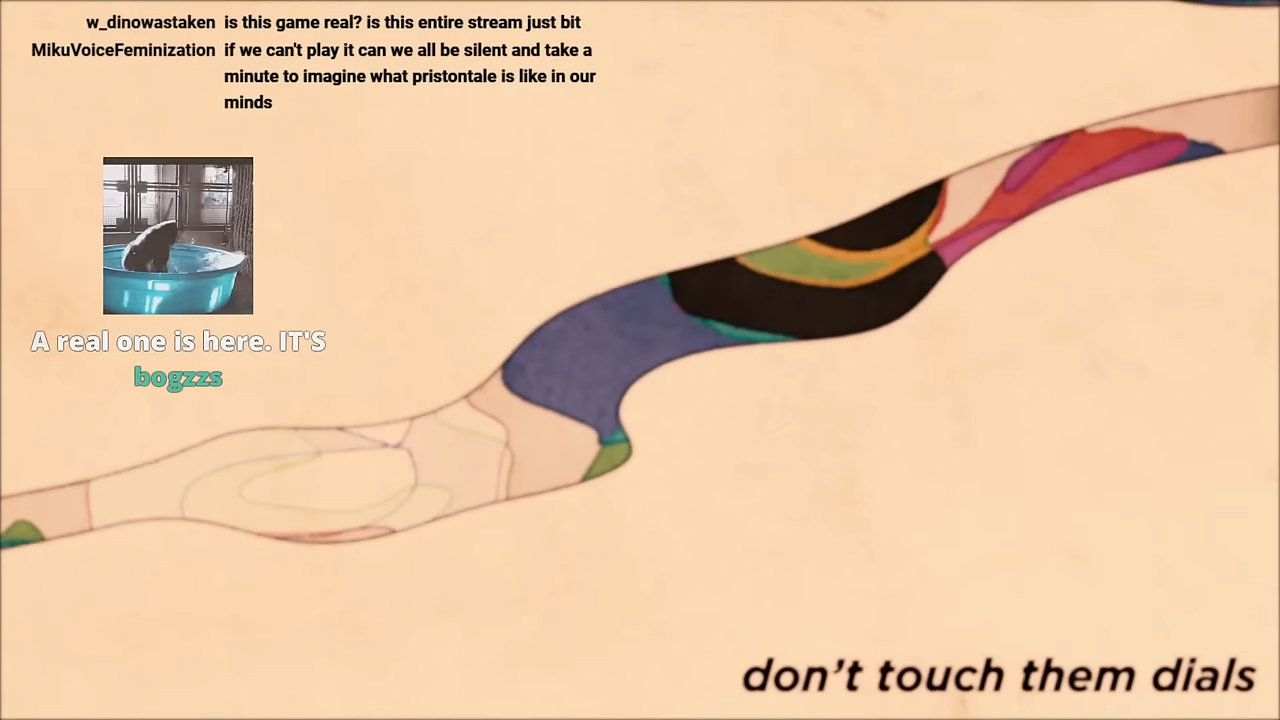 w_dinowastaken is this game real? is this entire stream just bit
MikuVoiceFeminization if we can't play it can we all be silent and take a
minute to imagine what pristontale is like in our
minds
A real one is here. IT'S
bogzzs
don't touch them dials